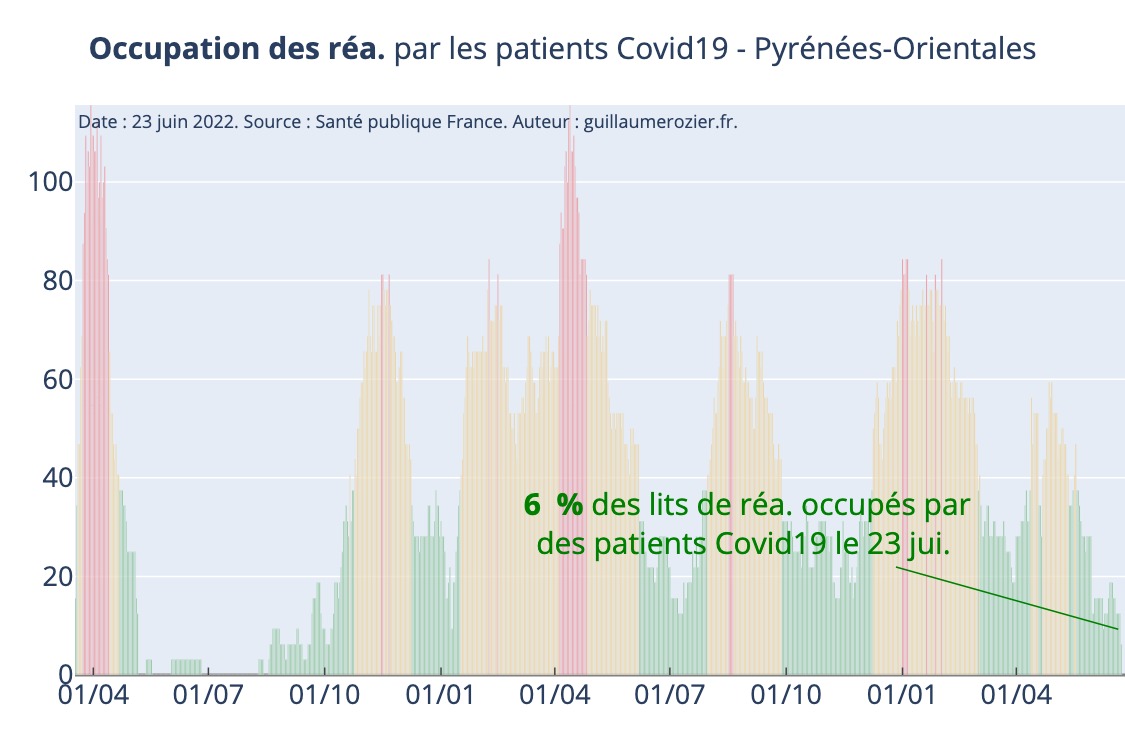 Occupation des réa. par les patients Covid19 - Pyrénées-Orientales
Date : 23 juin 2022. Source : Santé publique France. Auteur : guillaumerozier.fr.
100
80
60
40
20
0
6 % des lits de réa. occupés par
des patients Covid19 le 23 jui.
01/04 01/07 01/10 01/01 01/04 01/07 01/10 01/01 01/04